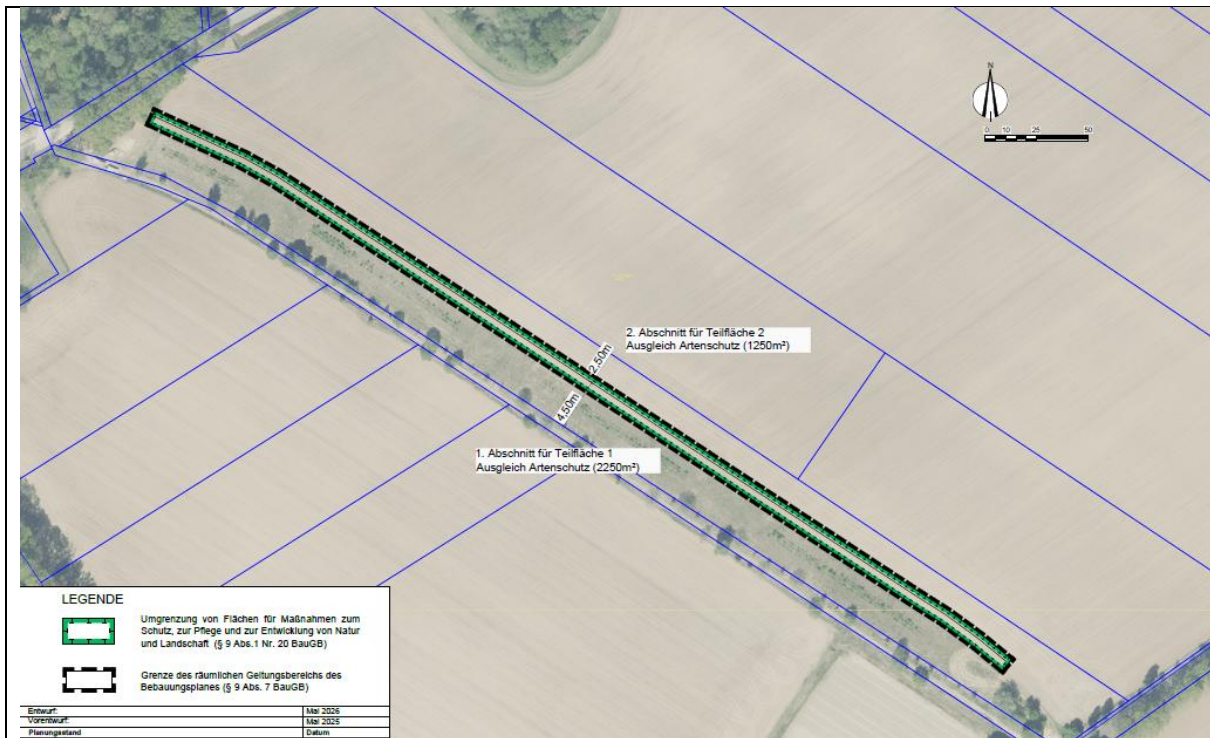 N
0 10 25 50
2. Abschnitt für Teilfläche 2
Ausgleich Artenschutz (1250m²)
2,50m
4,50m
1. Abschnitt für Teilfläche 1
Ausgleich Artenschutz (2250m²)
LEGENDE
Umgrenzung von Flächen für Maßnahmen zum
Schutz, zur Pflege und zur Entwicklung von Natur
und Landschaft (§ 9 Abs.1 Nr. 20 BauGB)
Grenze des räumlichen Geltungsbereichs des
Bebauungsplanes (§ 9 Abs. 7 BauGB)
Entwurf: Mai 2026
Vorentwurf: Mai 2025
Planungsstand Datum